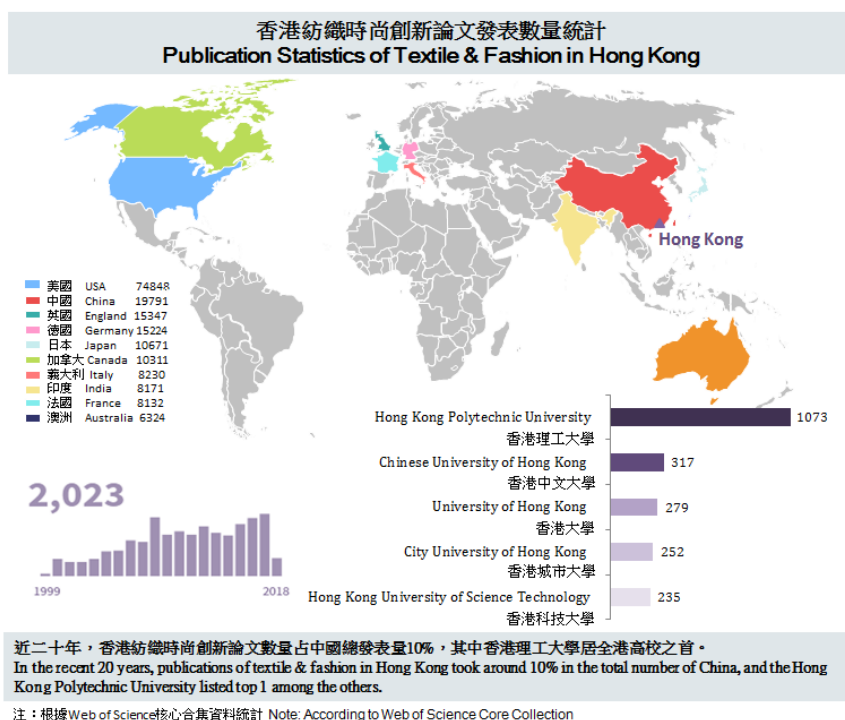 香港紡織時尚創新論文發表數量統計
Publication Statistics of Textile & Fashion in Hong Kong
Hong Kong
美國 USA 74848
中國 China 19791
英國 England 15347
德國 Germany 15224
日本 Japan 10671
加拿大 Canada 10311
義大利 Italy 8230
印度 India 8171
法國 France 8132
澳洲 Australia 6324
Hong Kong Polytechnic University 1073
香港理工大學
Chinese University of Hong Kong 317
香港中文大學
University of Hong Kong 279
香港大學
City University of Hong Kong 252
香港城市大學
Hong Kong University of Science Technology 235
香港科技大學
2,023
1999 2018
近二十年，香港紡織時尚創新論文數量占中國總發表量10%，其中香港理工大學居全港高校之首。
In the recent 20 years, publications of textile & fashion in Hong Kong took around 10% in the total number of China, and the Hong
Kong Polytechnic University listed top 1 among the others.
注：根據Web of Science核心合集資料統計 Note: According to Web of Science Core Collection